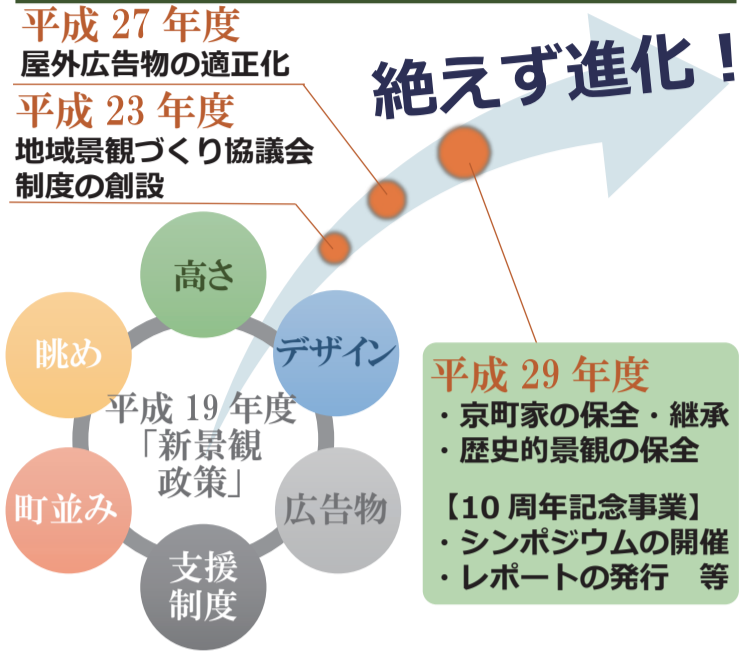 平成 27 年度
屋外広告物の適正化
平成 23 年度
地域景観づくり協議会
制度の創設
絶えず進化！
高さ
眺め
デザイン
平成 19 年度
「新景観
政策」
町並み
広告物
支援
制度
平成 29 年度
・京町家の保全・継承
・歴史的景観の保全
【10 周年記念事業】
・シンポジウムの開催
・レポートの発行　等